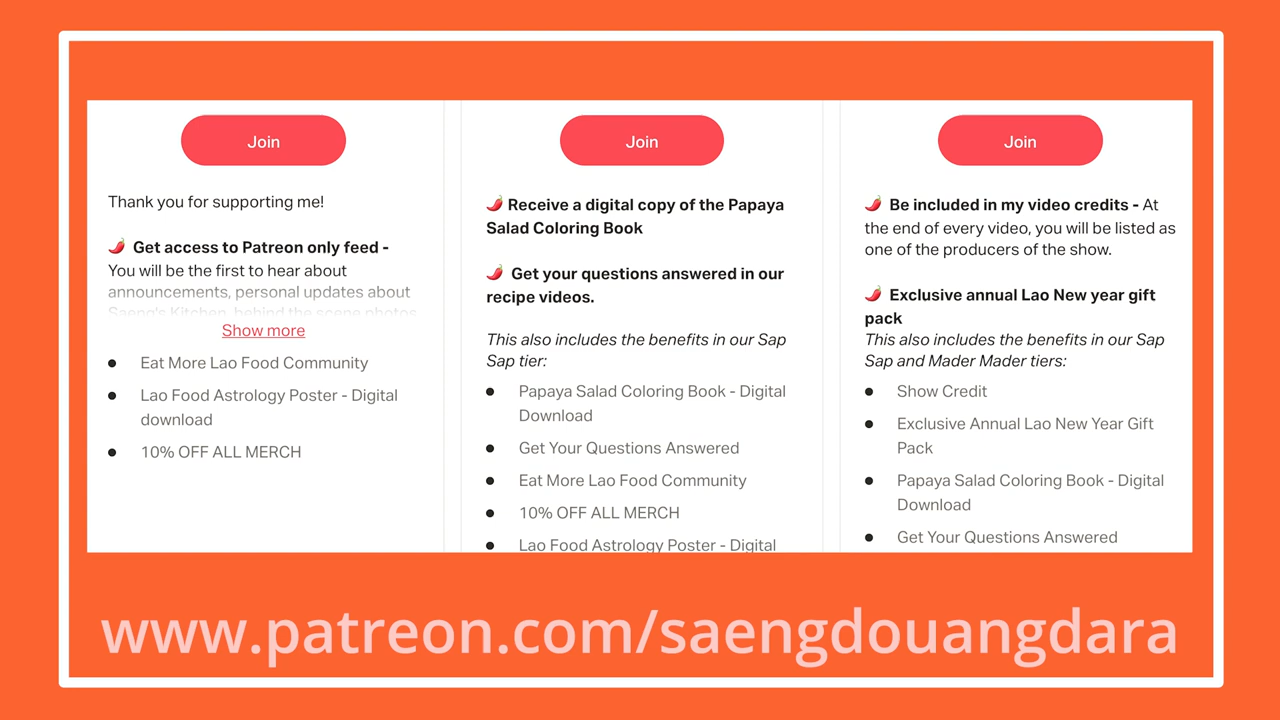 Join
Thank you for supporting me!
🌶️ Get access to Patreon only feed -
You will be the first to hear about
announcements, personal updates about
Saeng's Kitchen, behind the scene photos
Show more
• Eat More Lao Food Community
• Lao Food Astrology Poster - Digital
download
• 10% OFF ALL MERCH
Join
🌶️ Receive a digital copy of the Papaya
Salad Coloring Book
🌶️ Get your questions answered in our
recipe videos.
This also includes the benefits in our Sap
Sap tier:
• Papaya Salad Coloring Book - Digital
Download
• Get Your Questions Answered
• Eat More Lao Food Community
• 10% OFF ALL MERCH
• Lao Food Astrology Poster - Digital
Join
🌶️ Be included in my video credits - At
the end of every video, you will be listed as
one of the producers of the show.
🌶️ Exclusive annual Lao New year gift
pack
This also includes the benefits in our Sap
Sap and Mader Mader tiers:
• Show Credit
• Exclusive Annual Lao New Year Gift
Pack
• Papaya Salad Coloring Book - Digital
Download
• Get Your Questions Answered
www.patreon.com/saengdouangdara